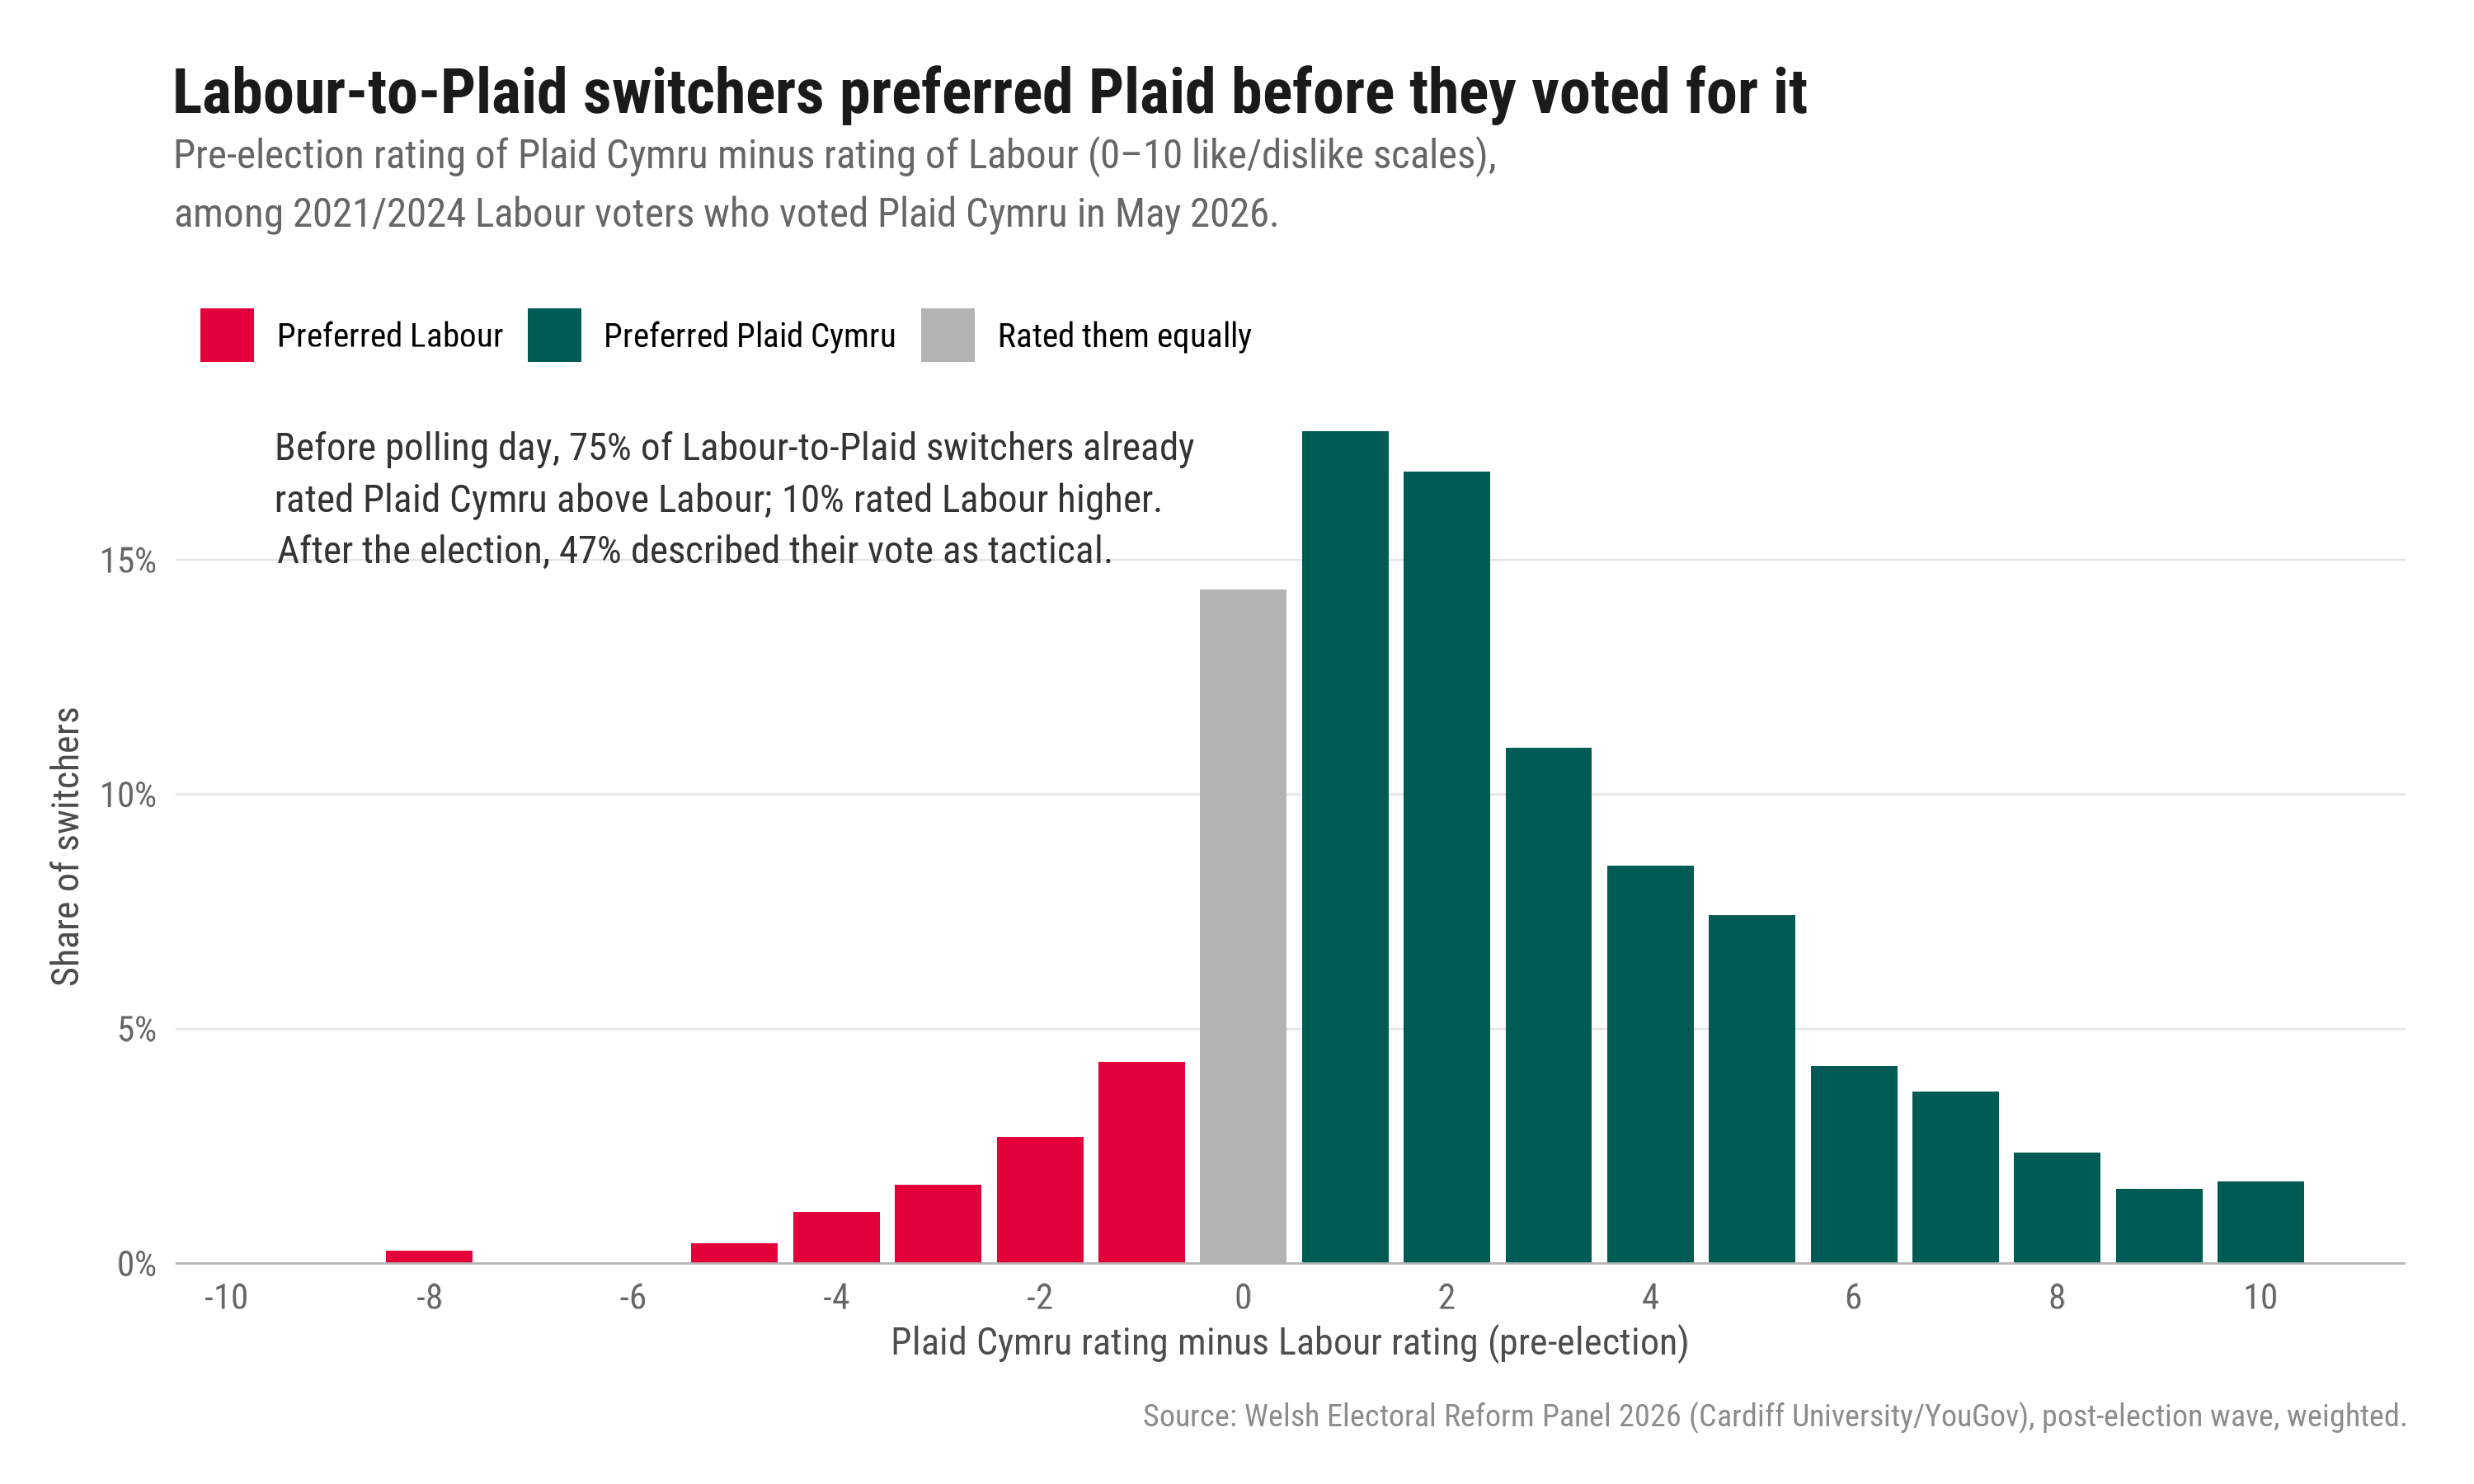 Labour-to-Plaid switchers preferred Plaid before they voted for it
Pre-election rating of Plaid Cymru minus rating of Labour (0–10 like/dislike scales),
among 2021/2024 Labour voters who voted Plaid Cymru in May 2026.
Preferred Labour
Preferred Plaid Cymru
Rated them equally
Before polling day, 75% of Labour-to-Plaid switchers already
rated Plaid Cymru above Labour; 10% rated Labour higher.
After the election, 47% described their vote as tactical.
Share of switchers
15%
10%
5%
0%
-10 -8 -6 -4 -2 0 2 4 6 8 10
Plaid Cymru rating minus Labour rating (pre-election)
Source: Welsh Electoral Reform Panel 2026 (Cardiff University/YouGov), post-election wave, weighted.